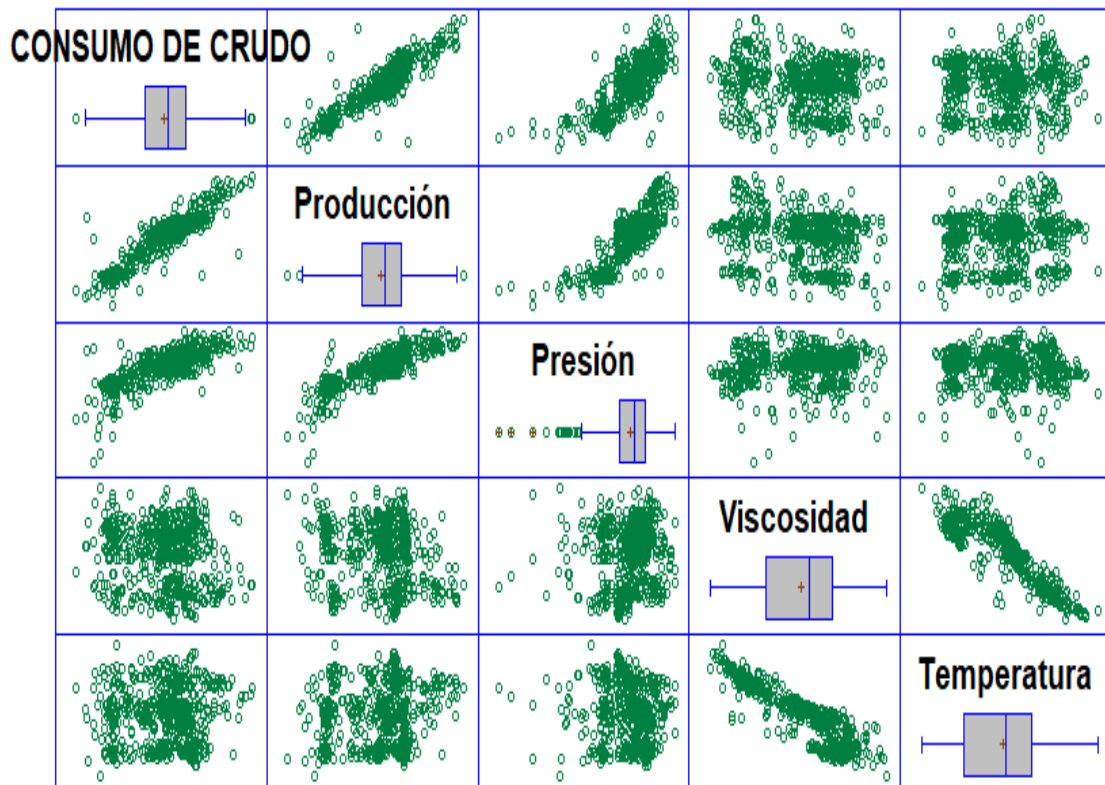 CONSUMO DE CRUDO
Producción
Presión
Viscosidad
Temperatura